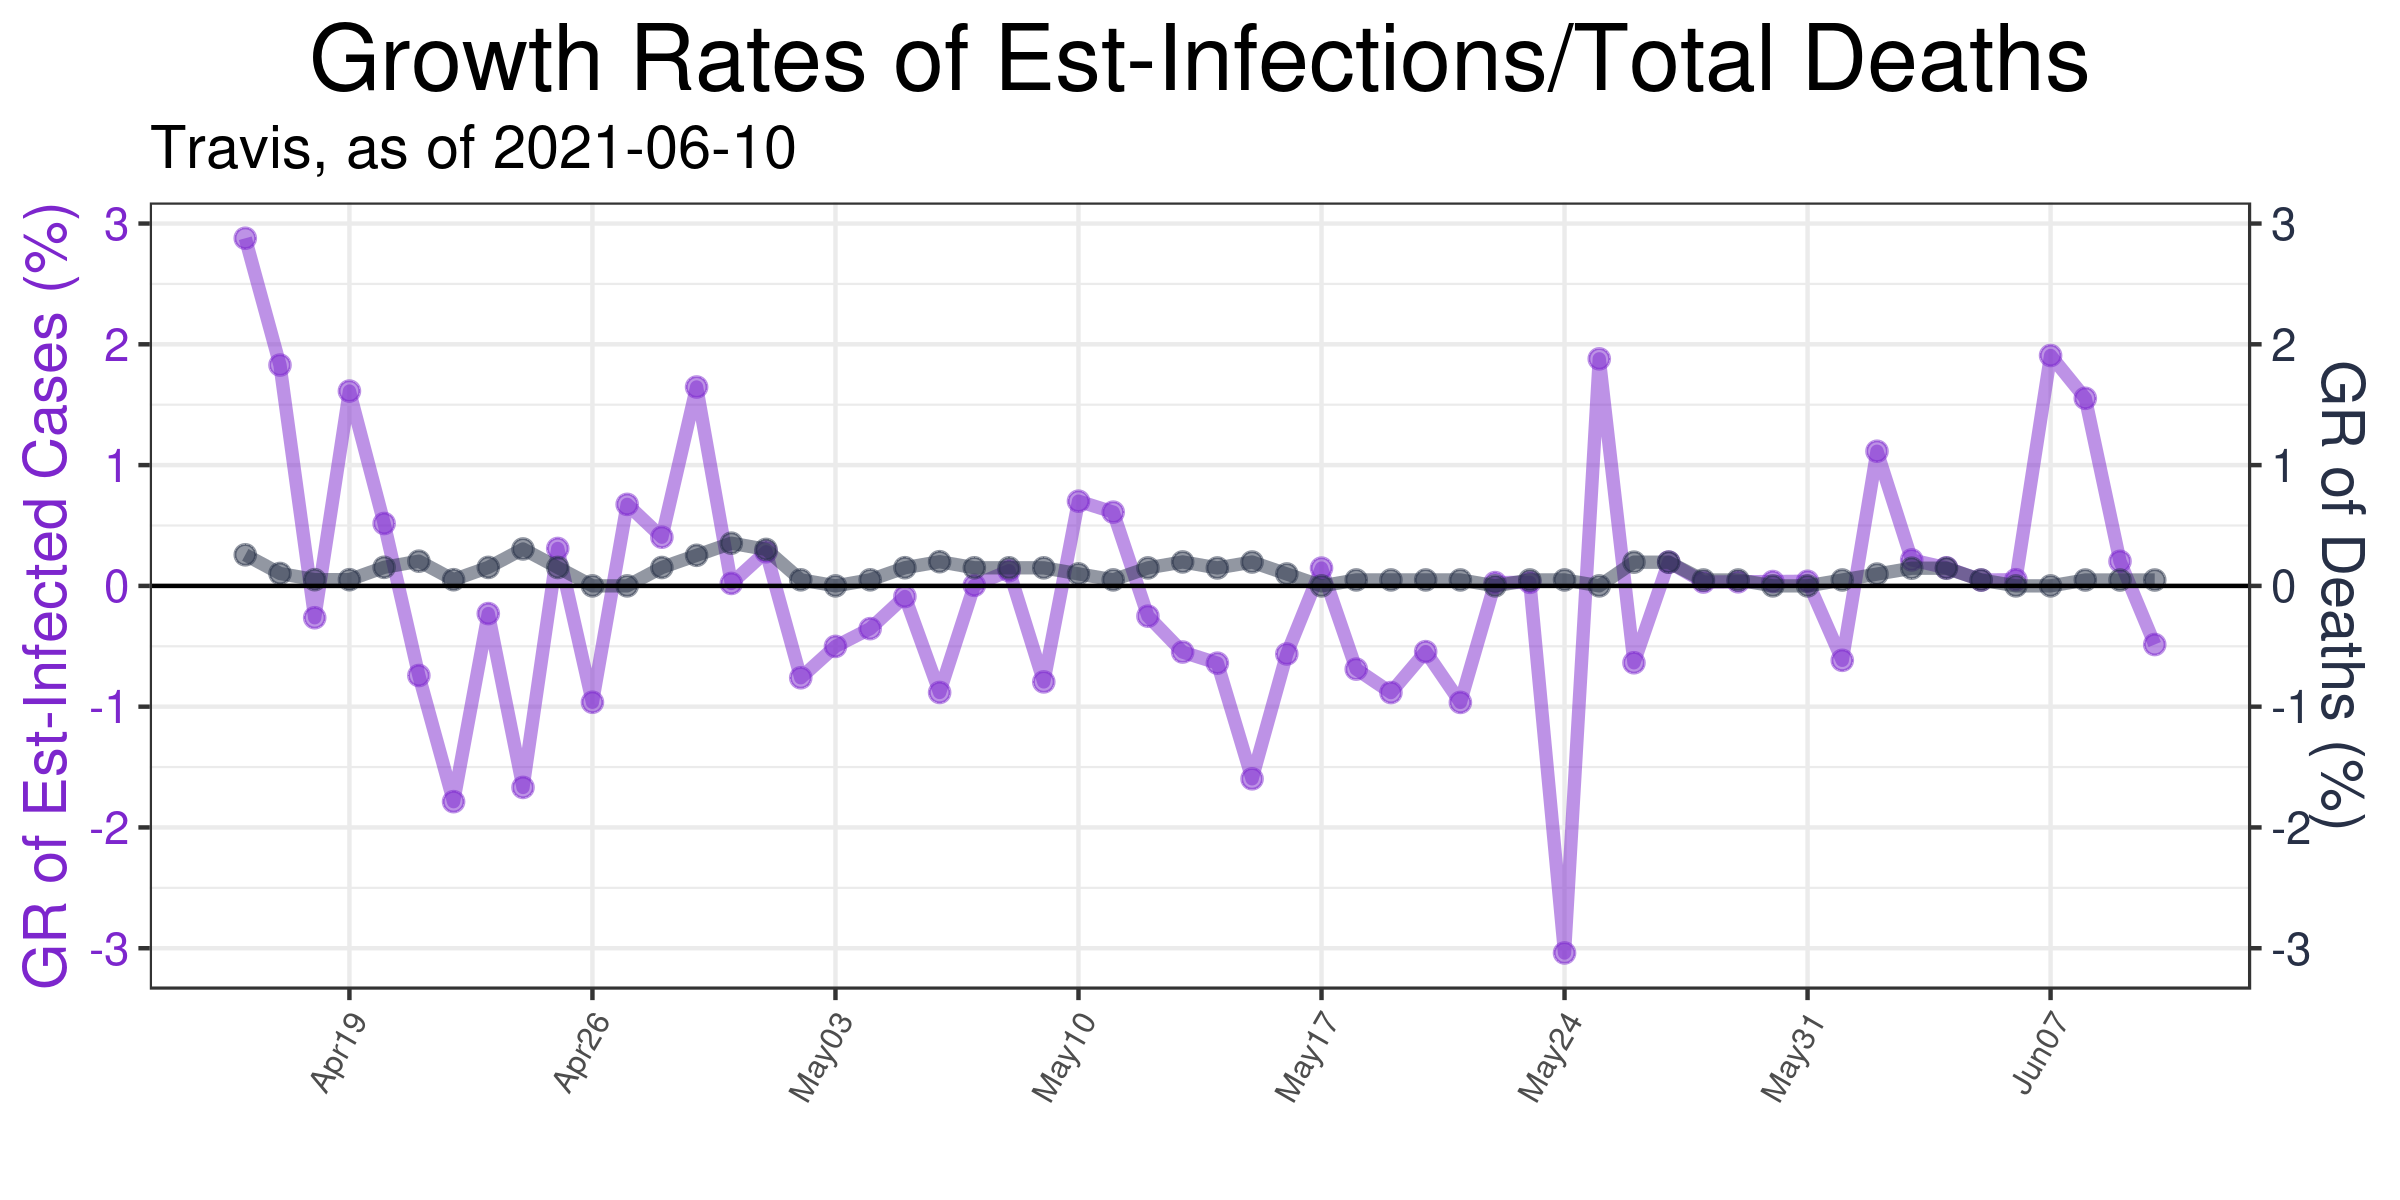 Growth Rates of Est-Infections/Total Deaths
Travis, as of 2021-06-10
GR of Est-Infected Cases (%)
3
2
1
0
-1
-2
-3
3
2
1
0
-1
-2
-3
GR of Deaths (%)
Apr19
Apr26
May03
May10
May17
May24
May31
Jun07